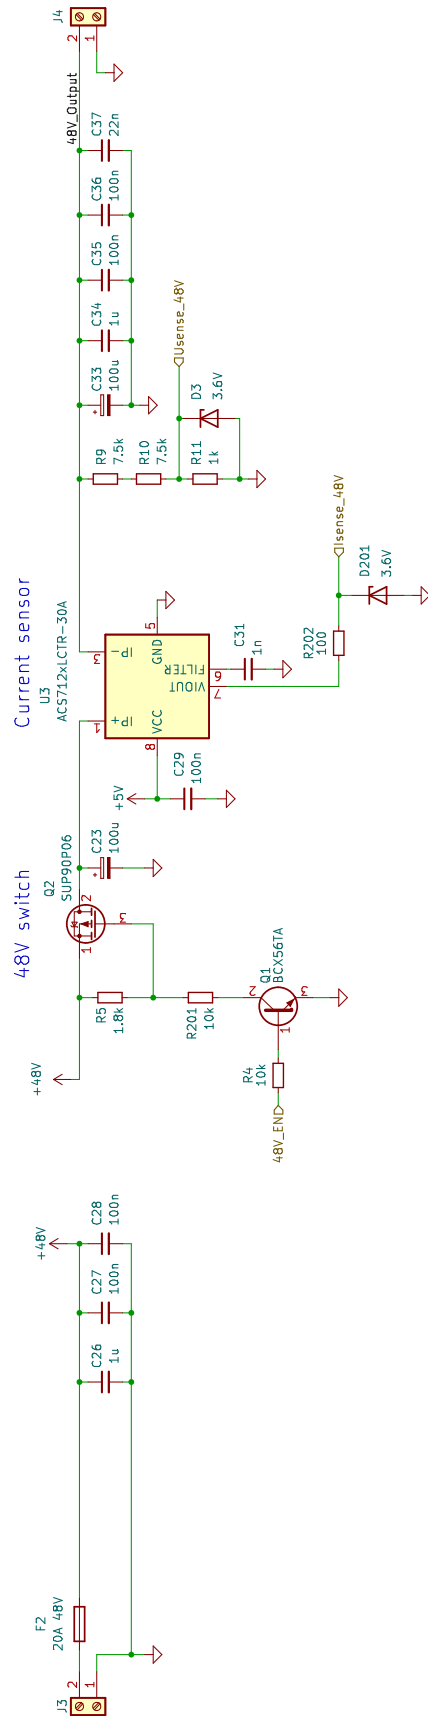 J4
2
1
48V_Output
C37
22n
C36
100n
C35
100n
C34
1u
C33
100u
Usense_48V
D3
3.6V
R9
7.5k
R10
7.5k
R11
1k
Isense_48V
D201
3.6V
R202
100
Current sensor
U3
ACS712xLCTR-30A
3
IP-
5
GND
FILTER
6
VIOUT
7
IP+
1
VCC
8
C31
1n
+5V
C29
100n
48V switch
Q2
SUP90P06
2
1
3
C23
100u
+48V
R5
1.8k
R201
10k
Q1
BCX56TA
2
3
1
R4
10k
48V_EN
+48V
C28
100n
C27
100n
C26
1u
F2
20A 48V
J3
2
1